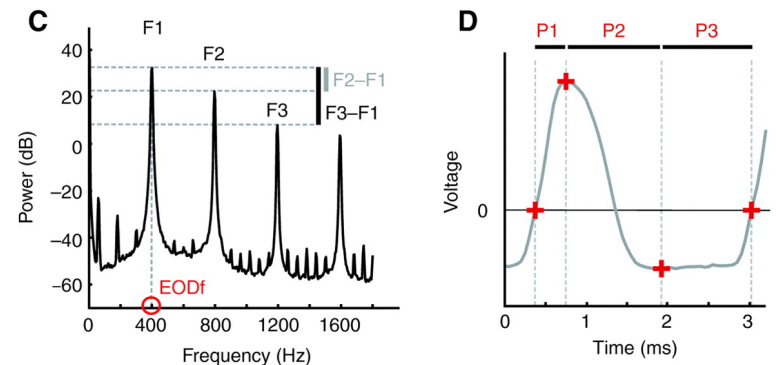 C
F1
F2
F3
F2–F1
F3–F1
40
20
0
–20
–40
–60
Power (dB)
EODf
0 400 800 1200 1600
Frequency (Hz)
D
P1 P2 P3
Voltage
0
0 1 2 3
Time (ms)